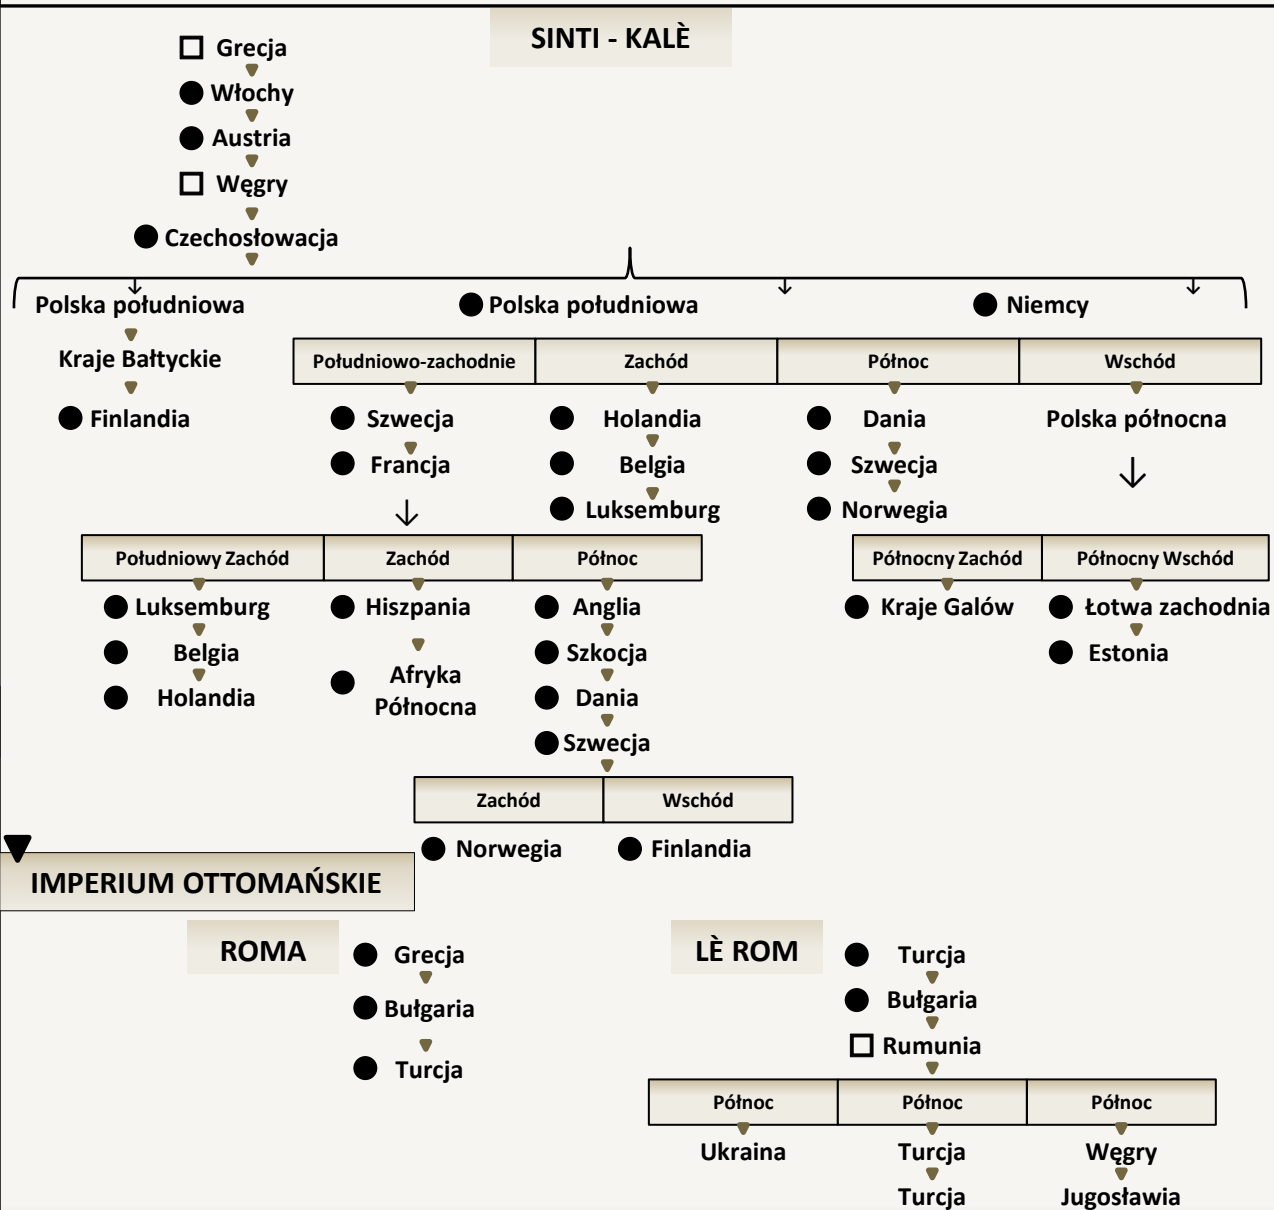 SINTI - KALÈ
Grecja
Włochy
Austria
Węgry
Czechosłowacja
Polska południowa
Polska południowa
Niemcy
Kraje Bałtyckie
Finlandia
Południowo-zachodnie
Zachód
Północ
Wschód
Szwecja
Holandia
Dania
Polska północna
Francja
Belgia
Szwecja
Luksemburg
Norwegia
Południowy Zachód
Zachód
Północ
Północny Zachód
Północny Wschód
Luksemburg
Hiszpania
Anglia
Kraje Galów
Łotwa zachodnia
Belgia
Szkocja
Estonia
Afryka
Północna
Holandia
Dania
Szwecja
Zachód
Wschód
Norwegia
Finlandia
IMPERIUM OTTOMAŃSKIE
ROMA
Grecja
Bułgaria
Turcja
LÈ ROM
Turcja
Bułgaria
Rumunia
Północ
Północ
Północ
Ukraina
Turcja
Węgry
Turcja
Jugosławia